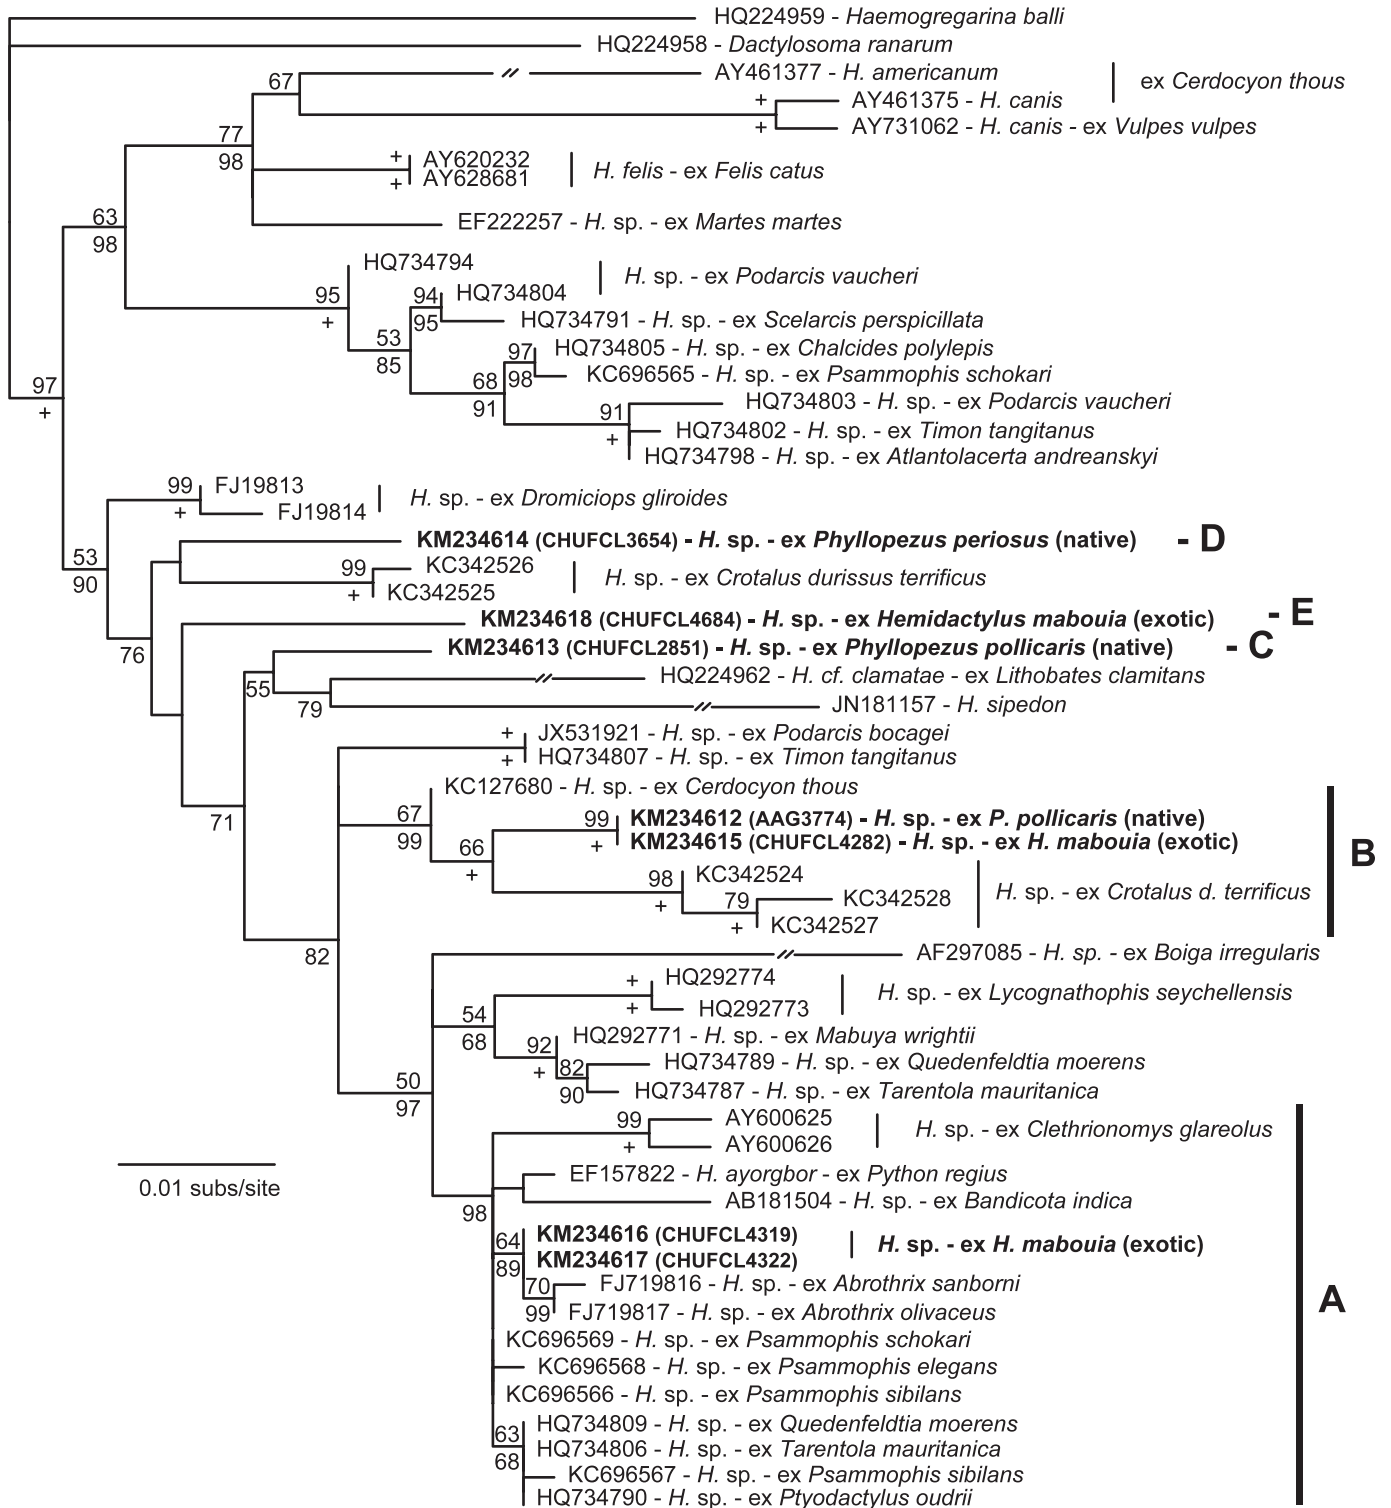 HQ224959 - Haemogregarina balli
HQ224958 - Dactylosoma ranarum
67 AY461377 - H. americanum ex Cerdocyon thous
+ AY461375 - H. canis
+ AY731062 - H. canis - ex Vulpes vulpes
77
98
+ AY620232 H. felis - ex Felis catus
+ AY628681
EF222257 - H. sp. - ex Martes martes
63
98
HQ734794 H. sp. - ex Podarcis vaucheri
95 94 HQ734804
+ 95 HQ734791 - H. sp. - ex Scelarcis perspicillata
53
85
97 HQ734805 - H. sp. - ex Chalcides polylepis
98 KC696565 - H. sp. - ex Psammophis schokari
68
91
HQ734803 - H. sp. - ex Podarcis vaucheri
91 HQ734802 - H. sp. - ex Timon tangitanus
+ HQ734798 - H. sp. - ex Atlantolacerta andreanskyi
97
+
99 FJ19813 H. sp. - ex Dromiciops gliroides
+ FJ19814
53
90
KM234614 (CHUFCL3654) - H. sp. - ex Phyllopezus periosus (native) - D
99 KC342526 H. sp. - ex Crotalus durissus terrificus
+ KC342525
76
KM234618 (CHUFCL4684) - H. sp. - ex Hemidactylus mabouia (exotic) - E
KM234613 (CHUFCL2851) - H. sp. - ex Phyllopezus pollicaris (native) - C
55
HQ224962 - H. cf. clamatae - ex Lithobates clamitans
79 JN181157 - H. sipedon
+ JX531921 - H. sp. - ex Podarcis bocagei
+ HQ734807 - H. sp. - ex Timon tangitanus
71
KC127680 - H. sp. - ex Cerdocyon thous
67
99
99 KM234612 (AAG3774) - H. sp. - ex P. pollicaris (native)
+ KM234615 (CHUFCL4282) - H. sp. - ex H. mabouia (exotic)
66
+
B
98 KC342524 H. sp. - ex Crotalus d. terrificus
+ 79 KC342528
+ KC342527
82
AF297085 - H. sp. - ex Boiga irregularis
+ HQ292774 H. sp. - ex Lycognathophis seychellensis
+ HQ292773
54
68
92 HQ292771 - H. sp. - ex Mabuya wrightii
+ 82 HQ734789 - H. sp. - ex Quedenfeldtia moerens
90 HQ734787 - H. sp. - ex Tarentola mauritanica
50
97
99 AY600625 H. sp. - ex Clethrionomys glareolus
+ AY600626
0.01 subs/site
EF157822 - H. ayorgbor - ex Python regius
AB181504 - H. sp. - ex Bandicota indica
98
64 KM234616 (CHUFCL4319) H. sp. - ex H. mabouia (exotic)
89 KM234617 (CHUFCL4322)
70 FJ719816 - H. sp. - ex Abrothrix sanborni
99 FJ719817 - H. sp. - ex Abrothrix olivaceus
A
KC696569 - H. sp. - ex Psammophis schokari
KC696568 - H. sp. - ex Psammophis elegans
KC696566 - H. sp. - ex Psammophis sibilans
63 HQ734809 - H. sp. - ex Quedenfeldtia moerens
68 HQ734806 - H. sp. - ex Tarentola mauritanica
KC696567 - H. sp. - ex Psammophis sibilans
HQ734790 - H. sp. - ex Ptyodactylus oudrii